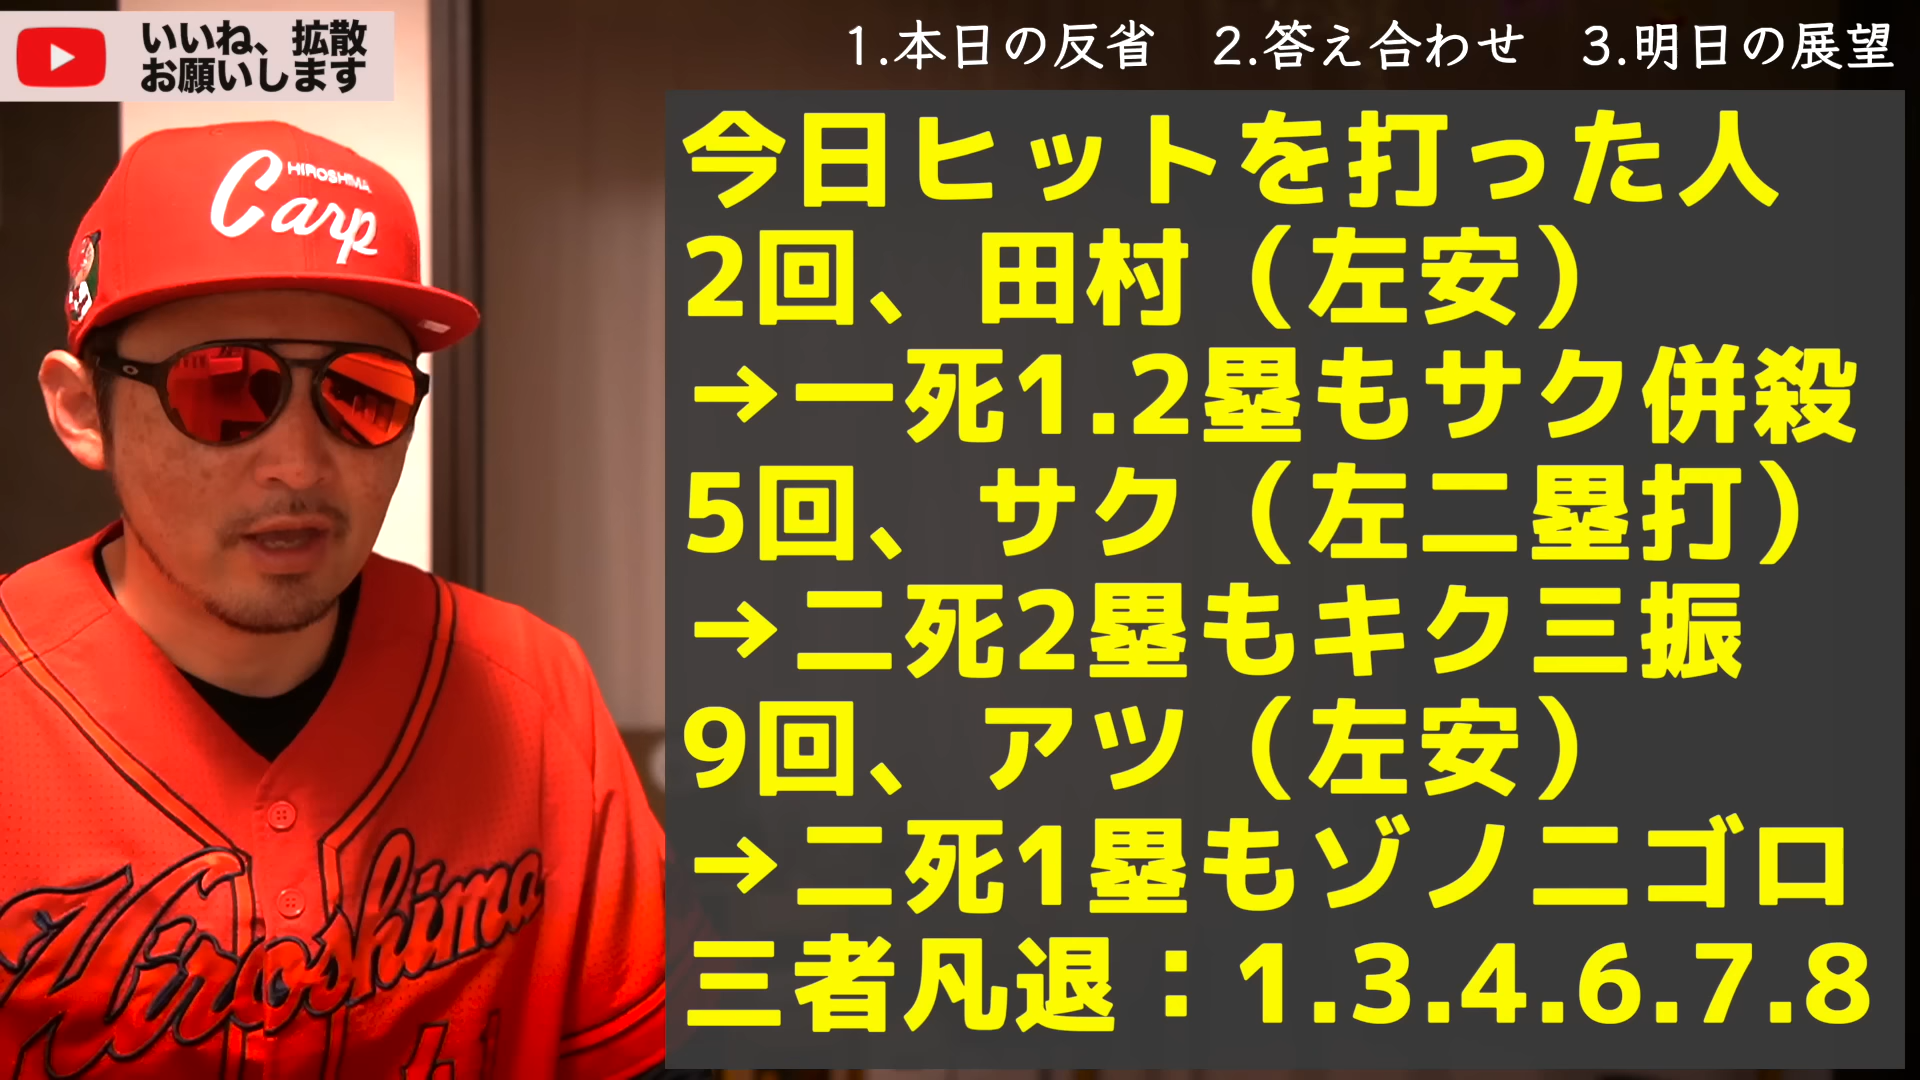 いいね、拡散
お願いします
1.本日の反省 2.答え合わせ 3.明日の展望
HIROSHIMA
Carp
今日ヒットを打った人
2回、田村（左安）
→一死1.2塁もサク併殺
5回、サク（左二塁打）
→二死2塁もキク三振
9回、アツ（左安）
→二死1塁もゾノニゴロ
三者凡退：1.3.4.6.7.8
Hiroshima